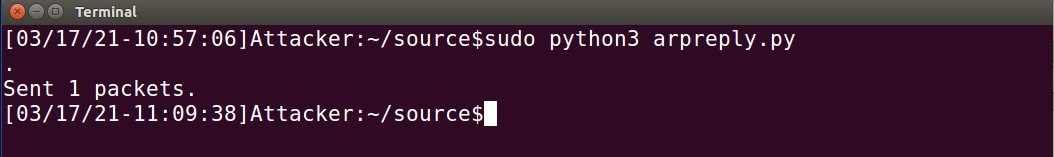 Terminal
[03/17/21-10:57:06]Attacker:~/source$sudo python3 arpreply.py
.
Sent 1 packets.
[03/17/21-11:09:38]Attacker:~/source$